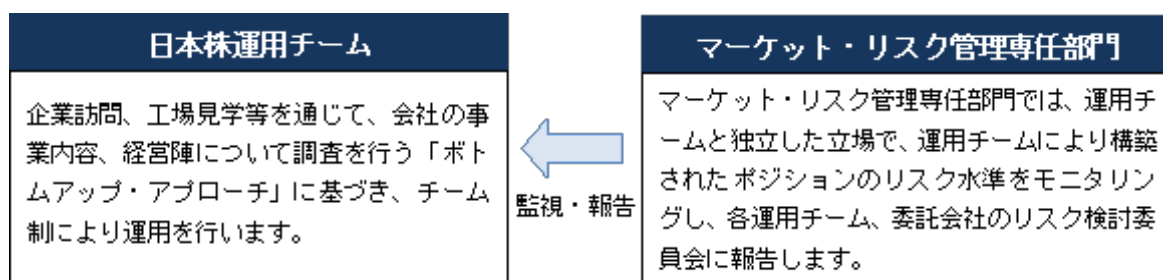 日本株運用チーム
企業訪問、工場見学等を通じて、会社の事
業内容、経営陣について調査を行う「ボト
ムアップ・アプローチ」に基づき、チーム
制により運用を行います。
監視・報告
マーケット・リスク管理専任部門
マーケット・リスク管理専任部門では、運用チ
ームと独立した立場で、運用チームにより構築
されたポジションのリスク水準をモニタリン
グし、各運用チーム、委託会社のリスク検討委
員会に報告します。